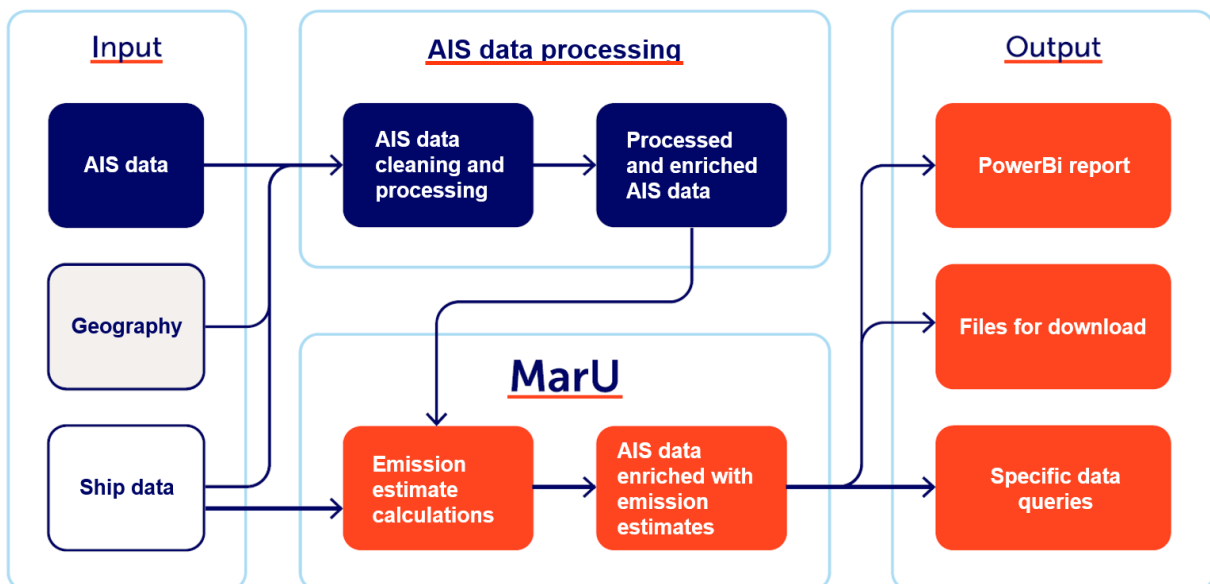 Input
AIS data
Geography
Ship data
AIS data processing
AIS data
cleaning and
processing
Processed
and enriched
AIS data
MarU
Emission
estimate
calculations
AIS data
enriched with
emission
estimates
Output
PowerBi report
Files for download
Specific data
queries